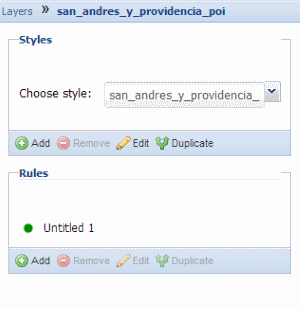 Layers » san_andres_y_providencia_poi
Styles
Choose style: san_andres_y_providencia_
Add Remove Edit Duplicate
Rules
Untitled 1
Add Remove Edit Duplicate